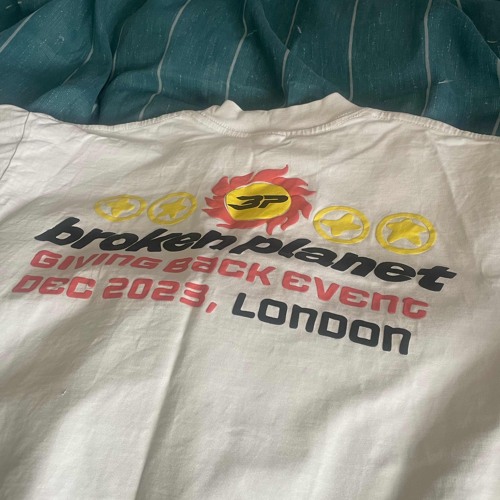 BP
broken planet
GIVING BACK EVENT
DEC 2023, LONDON